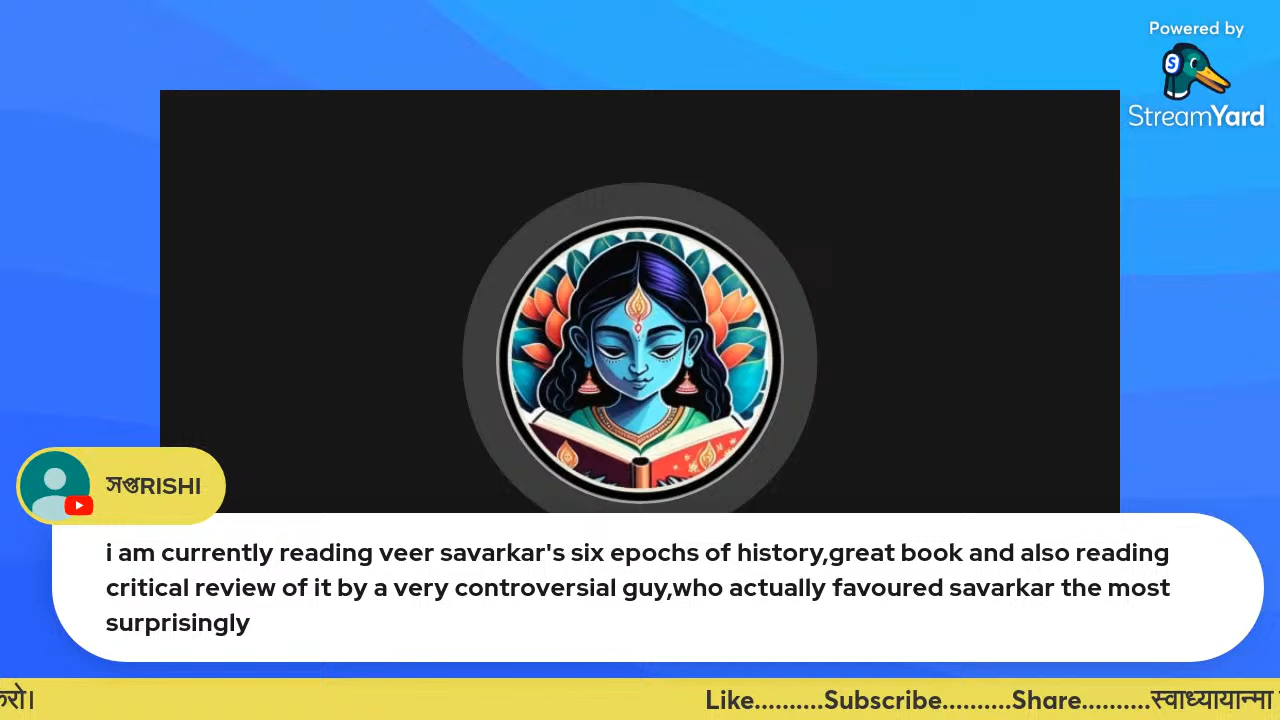 Powered by
S
StreamYard
সপ্তRISHI
i am currently reading veer savarkar's six epochs of history,great book and also reading
critical review of it by a very controversial guy,who actually favoured savarkar the most
surprisingly
करो। Like..........Subscribe..........Share..........स्वाध्यायान्मा